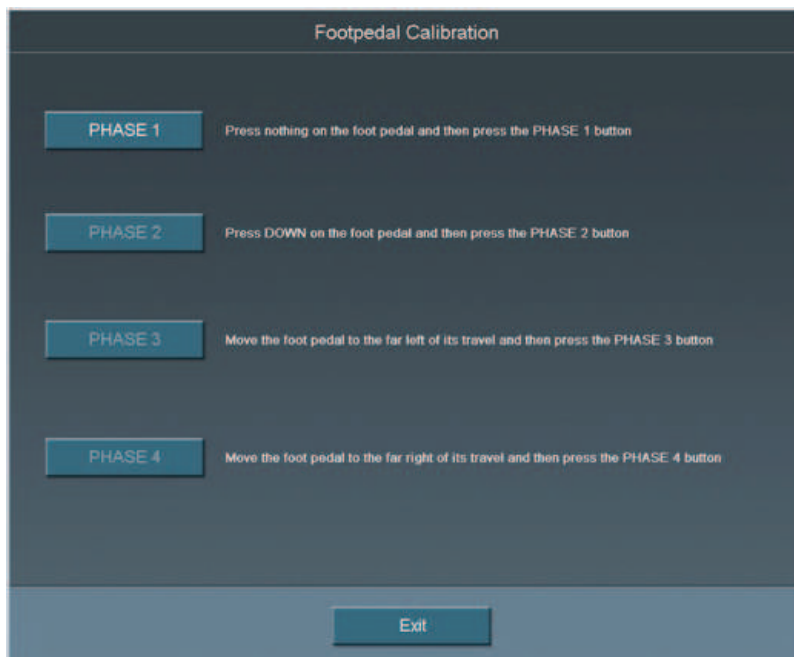 Footpedal Calibration
PHASE 1 Press nothing on the foot pedal and then press the PHASE 1 button
PHASE 2 Press DOWN on the foot pedal and then press the PHASE 2 button
PHASE 3 Move the foot pedal to the far left of its travel and then press the PHASE 3 button
PHASE 4 Move the foot pedal to the far right of its travel and then press the PHASE 4 button
Exit